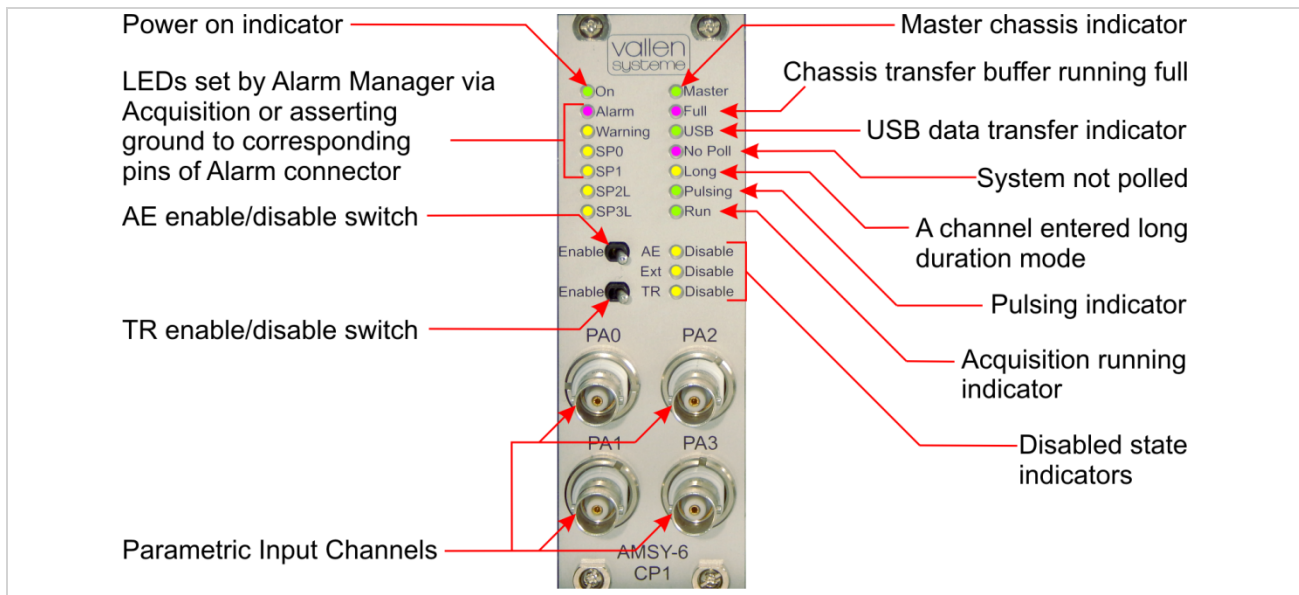 Power on indicator
LEDs set by Alarm Manager via
Acquisition or asserting
ground to corresponding
pins of Alarm connector
AE enable/disable switch
TR enable/disable switch
Parametric Input Channels
vallen
systeme
On
Master
Alarm
Full
Warning
USB
SP0
No Poll
SP1
Long
SP2L
Pulsing
SP3L
Run
Enable
AE
Disable
Ext
Disable
Enable
TR
Disable
PA0
PA2
PA1
PA3
AMSY-6
CP1
Master chassis indicator
Chassis transfer buffer running full
USB data transfer indicator
System not polled
A channel entered long
duration mode
Pulsing indicator
Acquisition running
indicator
Disabled state
indicators